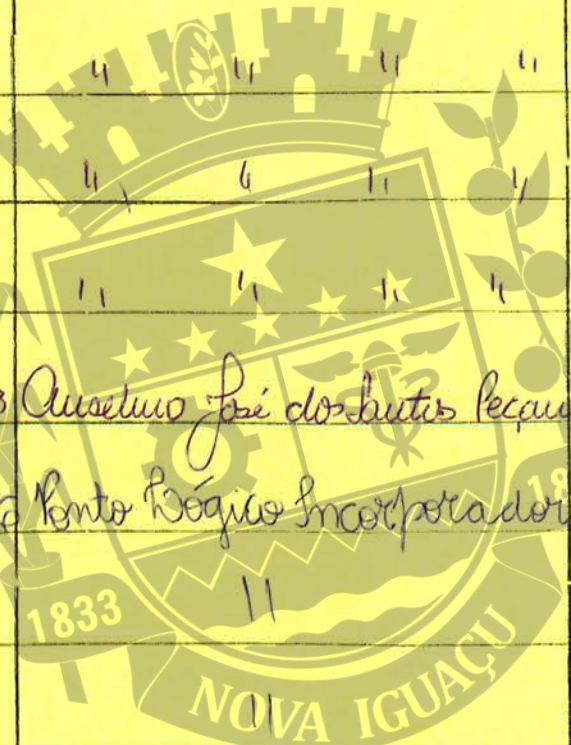 " " " "
" " " "
" " " "
Anselmo José dos Santos Peçan
Ponto Lógico Incorporador
"
1833
"
NOVA IGUAÇU